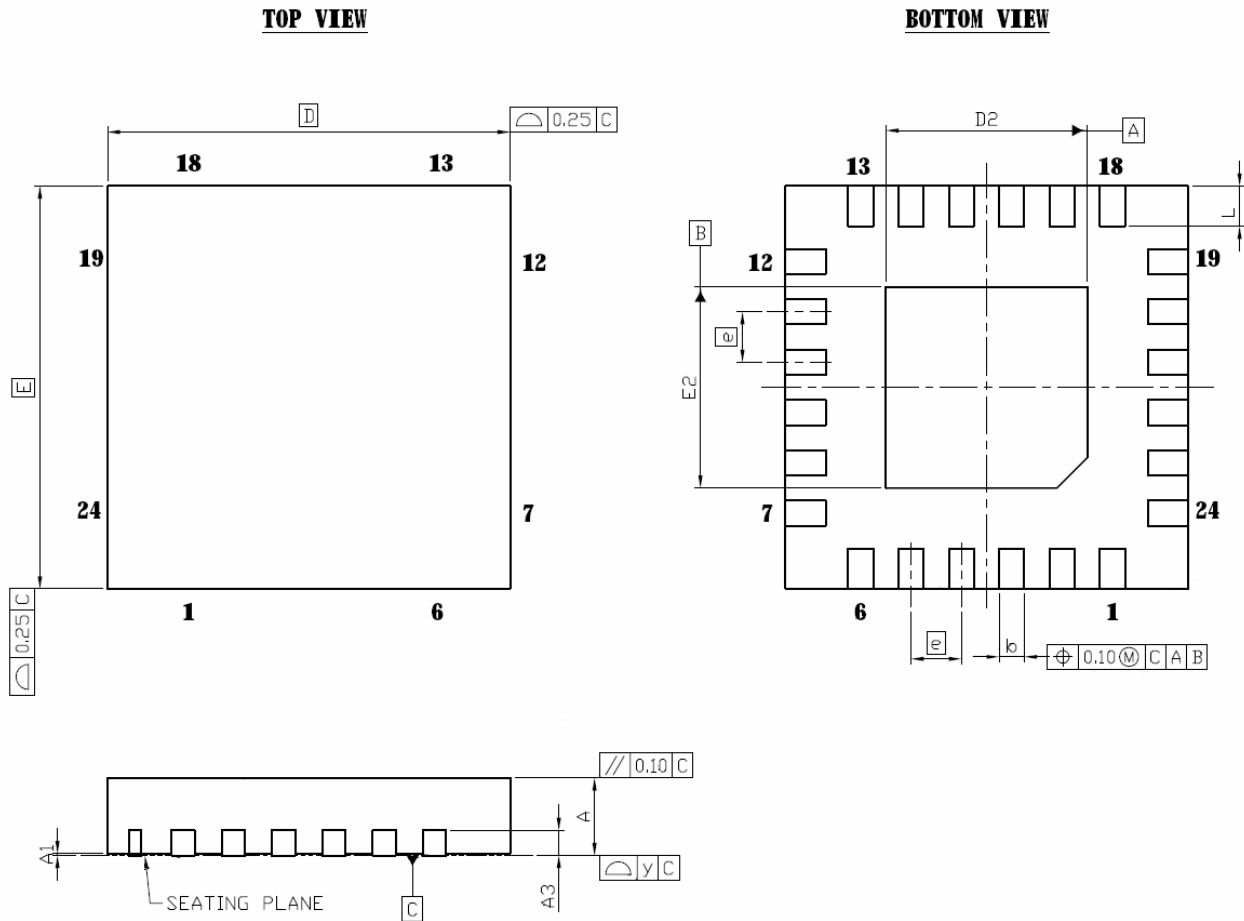 TOP VIEW
BOTTOM VIEW
D
0.25 C
18 13
19
12
E
24
7
1 6
0.25 C
D2
A
13 18
L
B
12
19
e
E2
7
24
6 1
e
b
0.10 M C A B
// 0.10 C
A
A1
A3
y C
SEATING PLANE
C